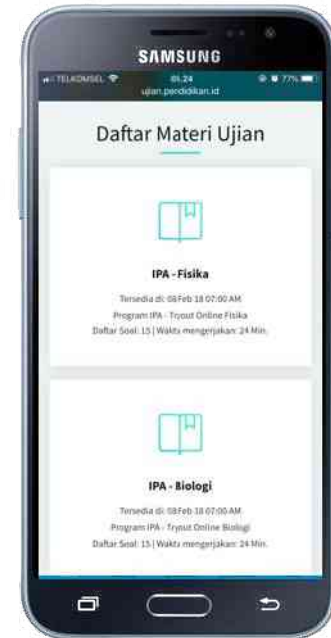 SAMSUNG
TELKOMSEL 01.24 77%
ujian.pendidikan.id
Daftar Materi Ujian
IPA - Fisika
Tersedia di: 08 Feb 18 07:00 AM
Program IPA - Tryout Online Fisika
Daftar Soal: 15 | Waktu mengerjakan: 24 Min.
IPA - Biologi
Tersedia di: 08 Feb 18 07:00 AM
Program IPA - Tryout Online Biologi
Daftar Soal: 15 | Waktu mengerjakan: 24 Min.